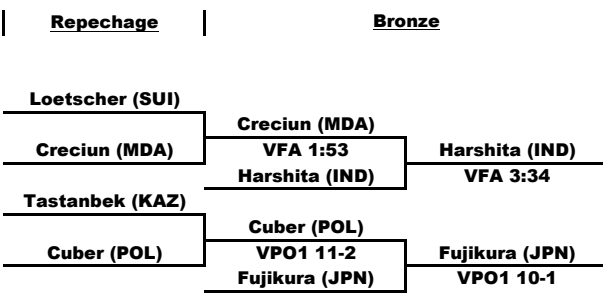 Repechage
Bronze
Loetscher (SUI)
Creciun (MDA)
Creciun (MDA)
VFA 1:53
Harshita (IND)
Harshita (IND)
VFA 3:34
Tastanbek (KAZ)
Cuber (POL)
Cuber (POL)
VPO1 11-2
Fujikura (JPN)
Fujikura (JPN)
VPO1 10-1